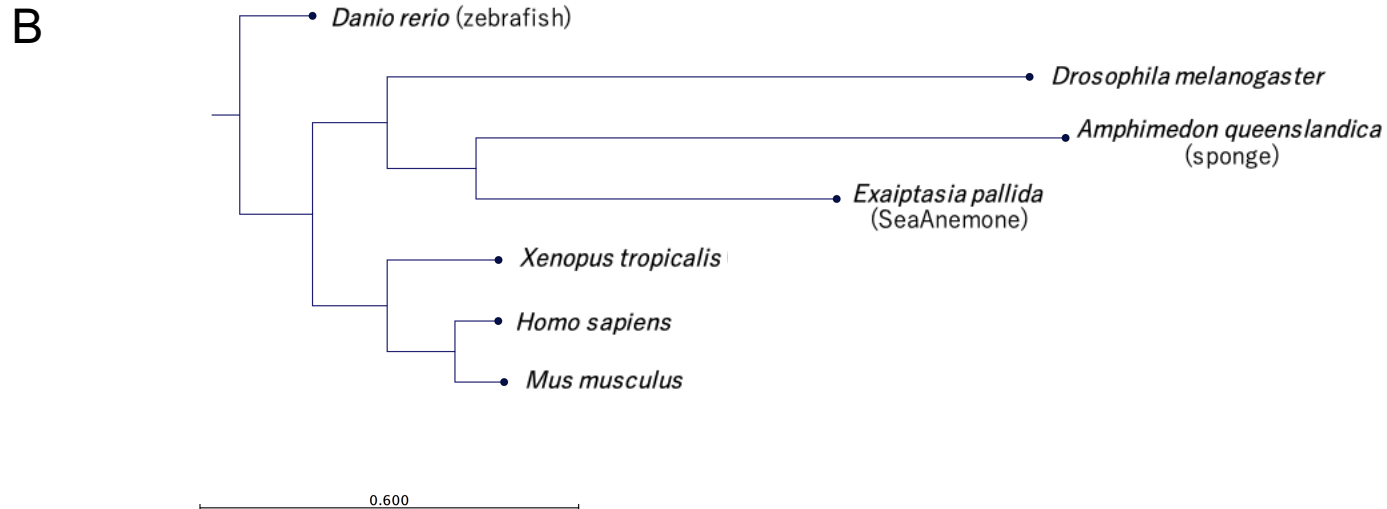 B
Danio rerio (zebrafish)
Drosophila melanogaster
Amphimedon queenslandica
(sponge)
Exaiptasia pallida
(SeaAnemone)
Xenopus tropicalis
Homo sapiens
Mus musculus
0.600